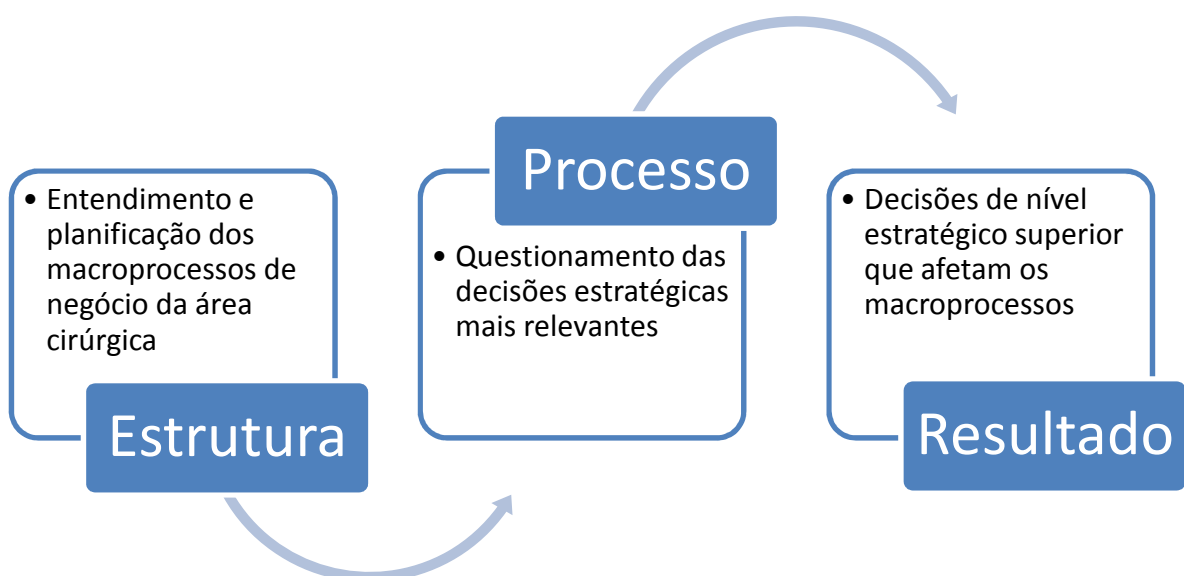 • Entendimento e
planificação dos
macroprocessos de
negócio da área
cirúrgica
Estrutura
Processo
• Questionamento das
decisões estratégicas
mais relevantes
• Decisões de nível
estratégico superior
que afetam os
macroprocessos
Resultado